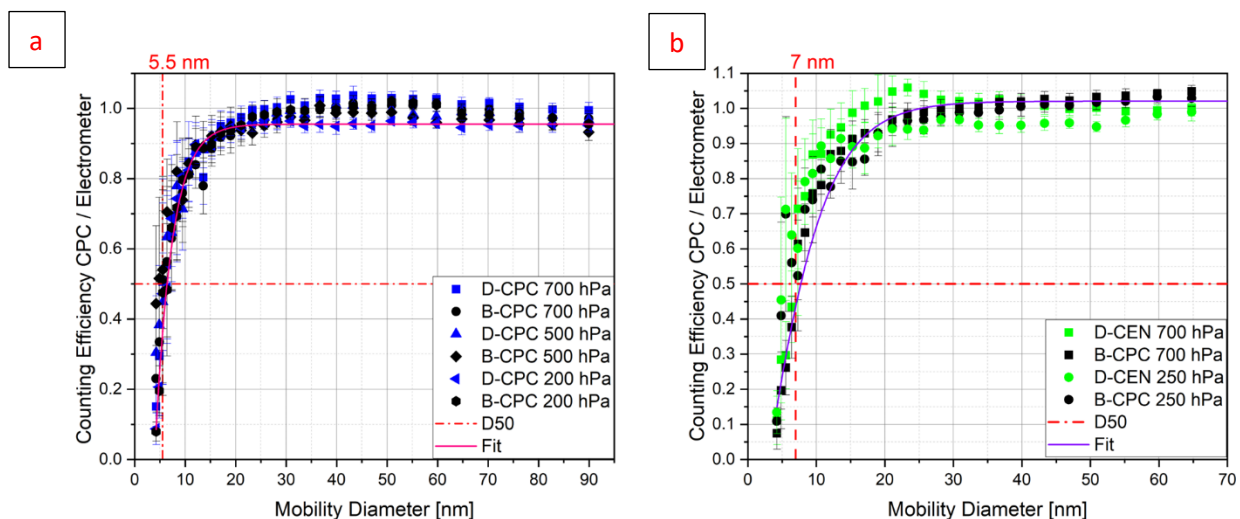 a
5.5 nm
Counting Efficiency CPC / Electrometer
1.0
0.8
0.6
0.4
0.2
0.0
D-CPC 700 hPa
B-CPC 700 hPa
D-CPC 500 hPa
B-CPC 500 hPa
D-CPC 200 hPa
B-CPC 200 hPa
D50
Fit
0 10 20 30 40 50 60 70 80 90 100
Mobility Diameter [nm]
b
7 nm
Counting Efficiency CPC / Electrometer
1.1
1.0
0.9
0.8
0.7
0.6
0.5
0.4
0.3
0.2
0.1
0.0
D-CEN 700 hPa
B-CPC 700 hPa
D-CEN 250 hPa
B-CPC 250 hPa
D50
Fit
0 10 20 30 40 50 60 70
Mobility Diameter [nm]